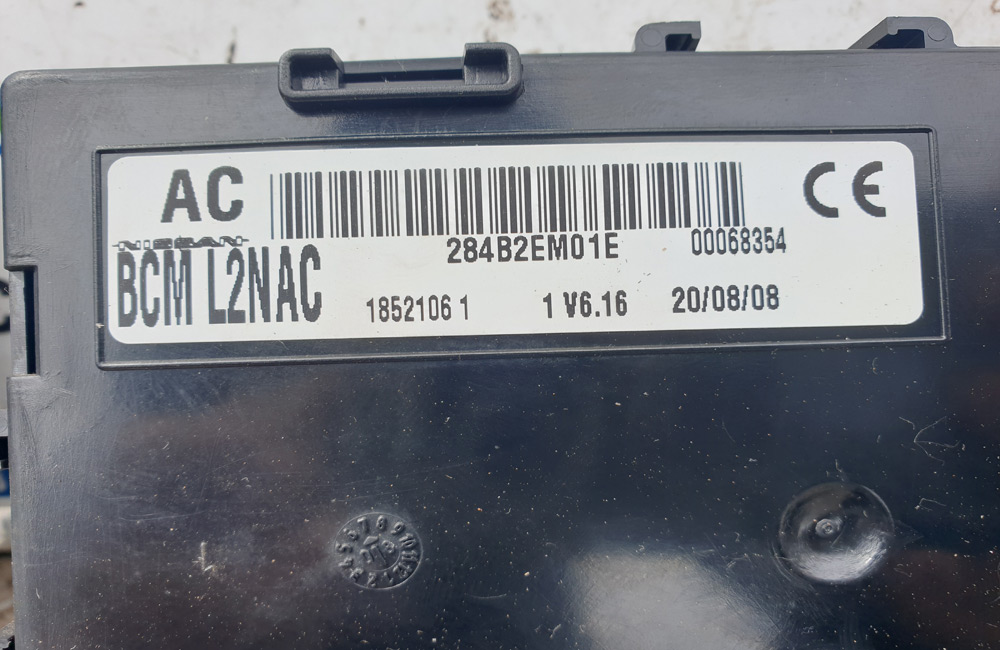 AC
CE
NISSAN
284B2EM01E
00068354
BCM L2NAC
1852106 1
1 V6.16
20/08/08